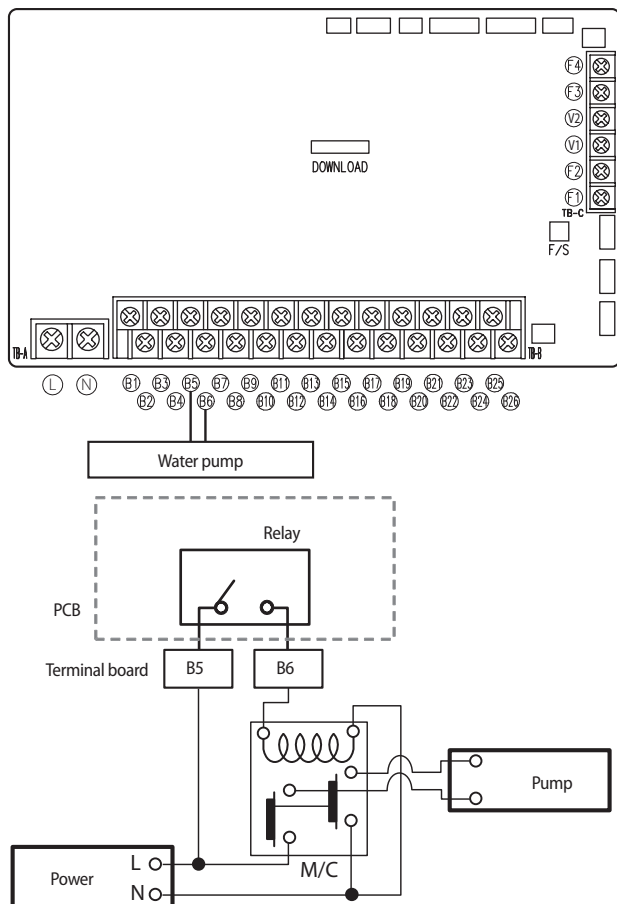 F4
F3
V2
V1
F2
F1
TB-C
DOWNLOAD
F/S
TB-A
TB-B
L N B1 B3 B5 B7 B9 B11 B13 B15 B17 B19 B21 B23 B25
B2 B4 B6 B8 B10 B12 B14 B16 B18 B20 B22 B24 B26
Water pump
Relay
PCB
Terminal board B5 B6
Pump
M/C
Power L
N